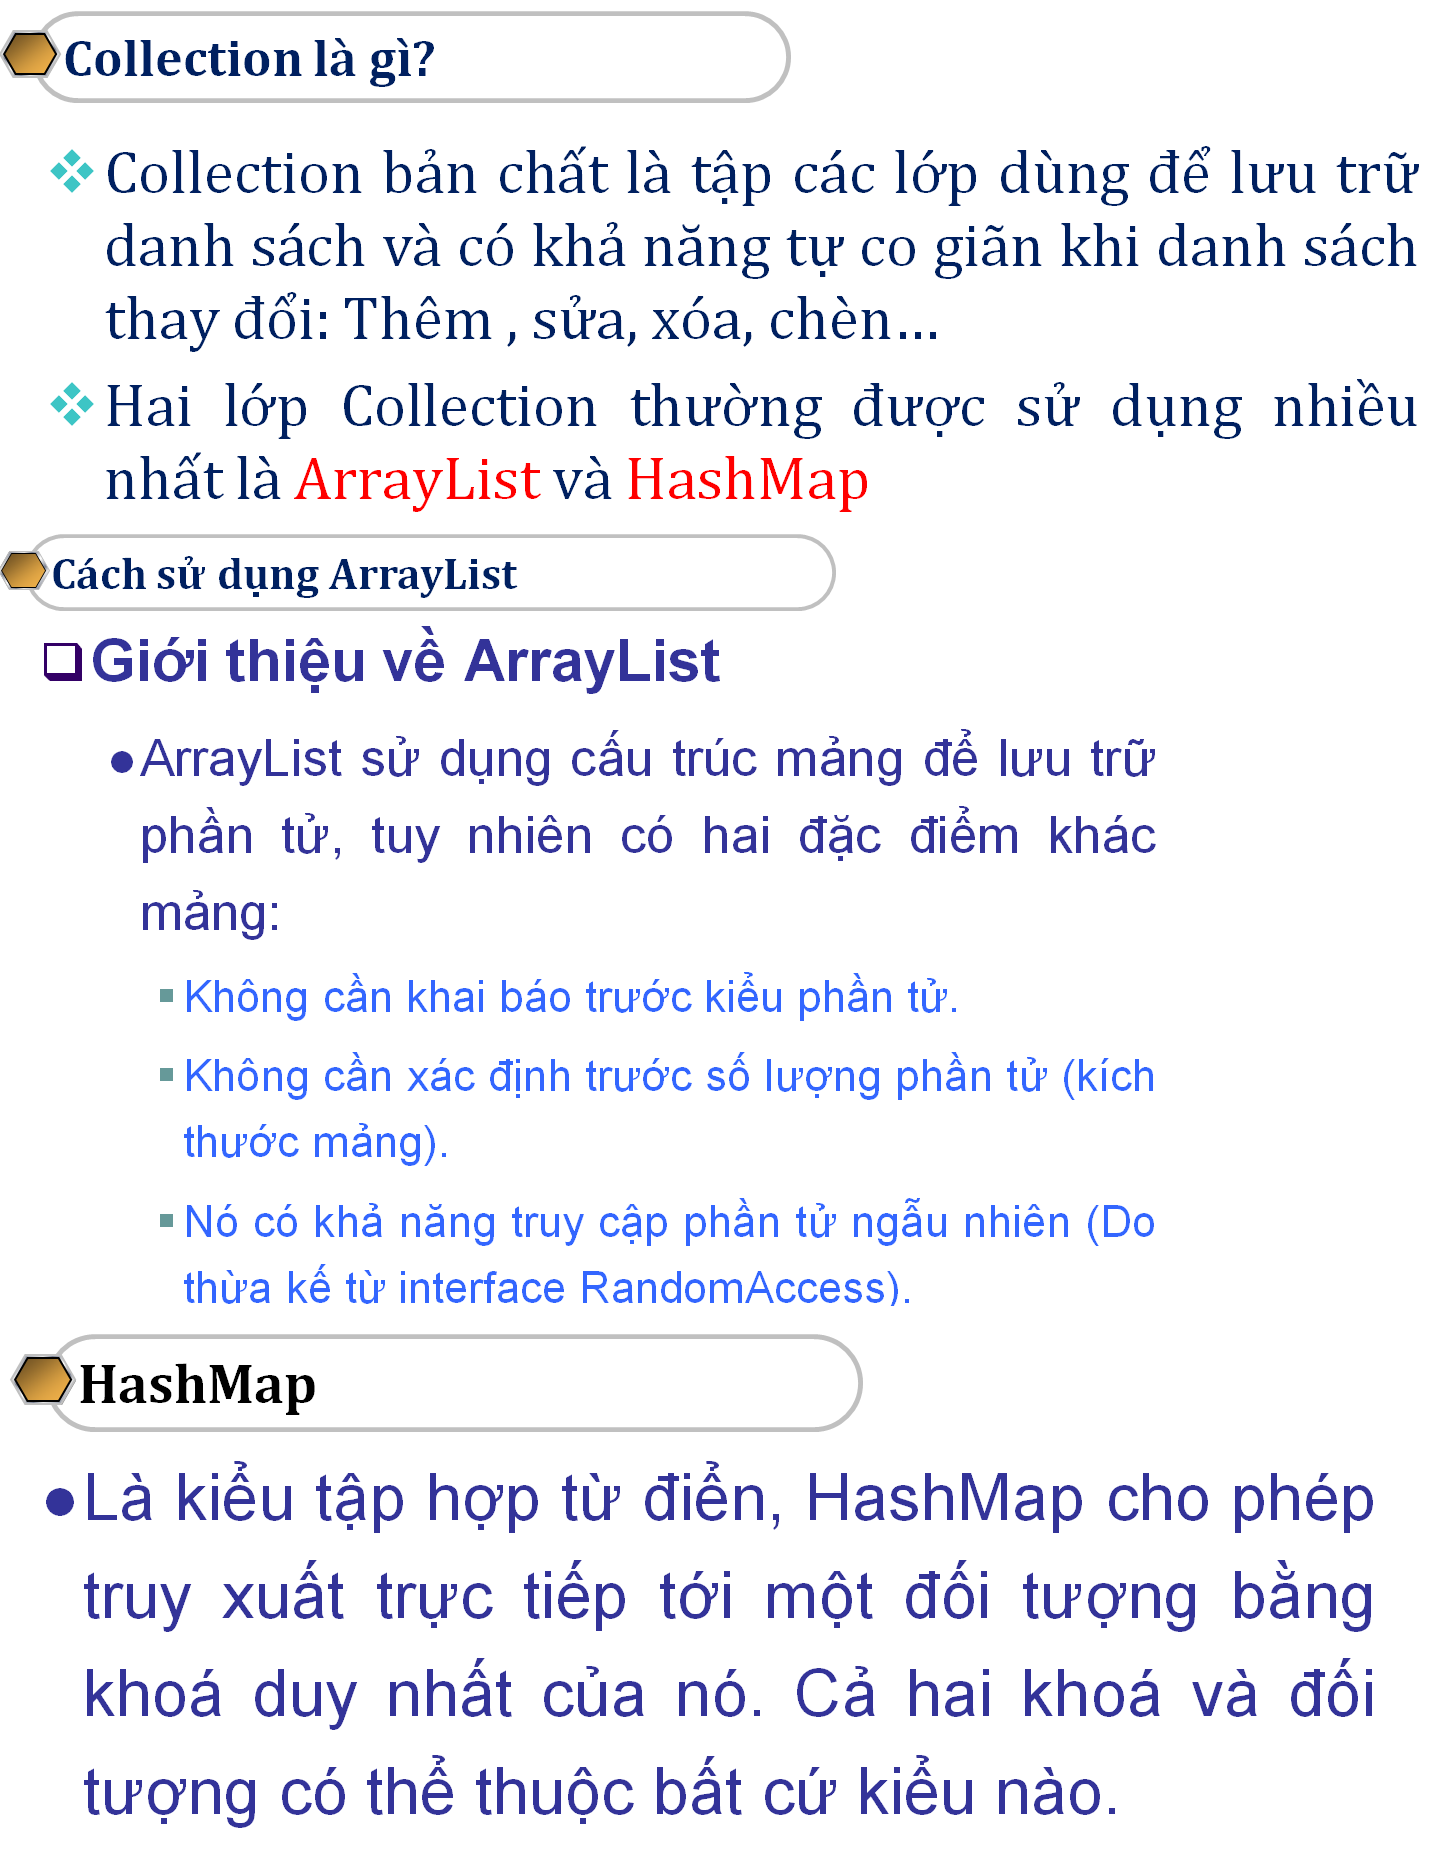 Collection là gì?
Collection bản chất là tập các lớp dùng để lưu trữ
danh sách và có khả năng tự co giãn khi danh sách
thay đổi: Thêm , sửa, xóa, chèn…
Hai lớp Collection thường được sử dụng nhiều
nhất là ArrayList và HashMap
Cách sử dụng ArrayList
Giới thiệu về ArrayList
ArrayList sử dụng cấu trúc mảng để lưu trữ
phần tử, tuy nhiên có hai đặc điểm khác
mảng:
Không cần khai báo trước kiểu phần tử.
Không cần xác định trước số lượng phần tử (kích
thước mảng).
Nó có khả năng truy cập phần tử ngẫu nhiên (Do
thừa kế từ interface RandomAccess).
HashMap
Là kiểu tập hợp từ điển, HashMap cho phép
truy xuất trực tiếp tới một đối tượng bằng
khoá duy nhất của nó. Cả hai khoá và đối
tượng có thể thuộc bất cứ kiểu nào.